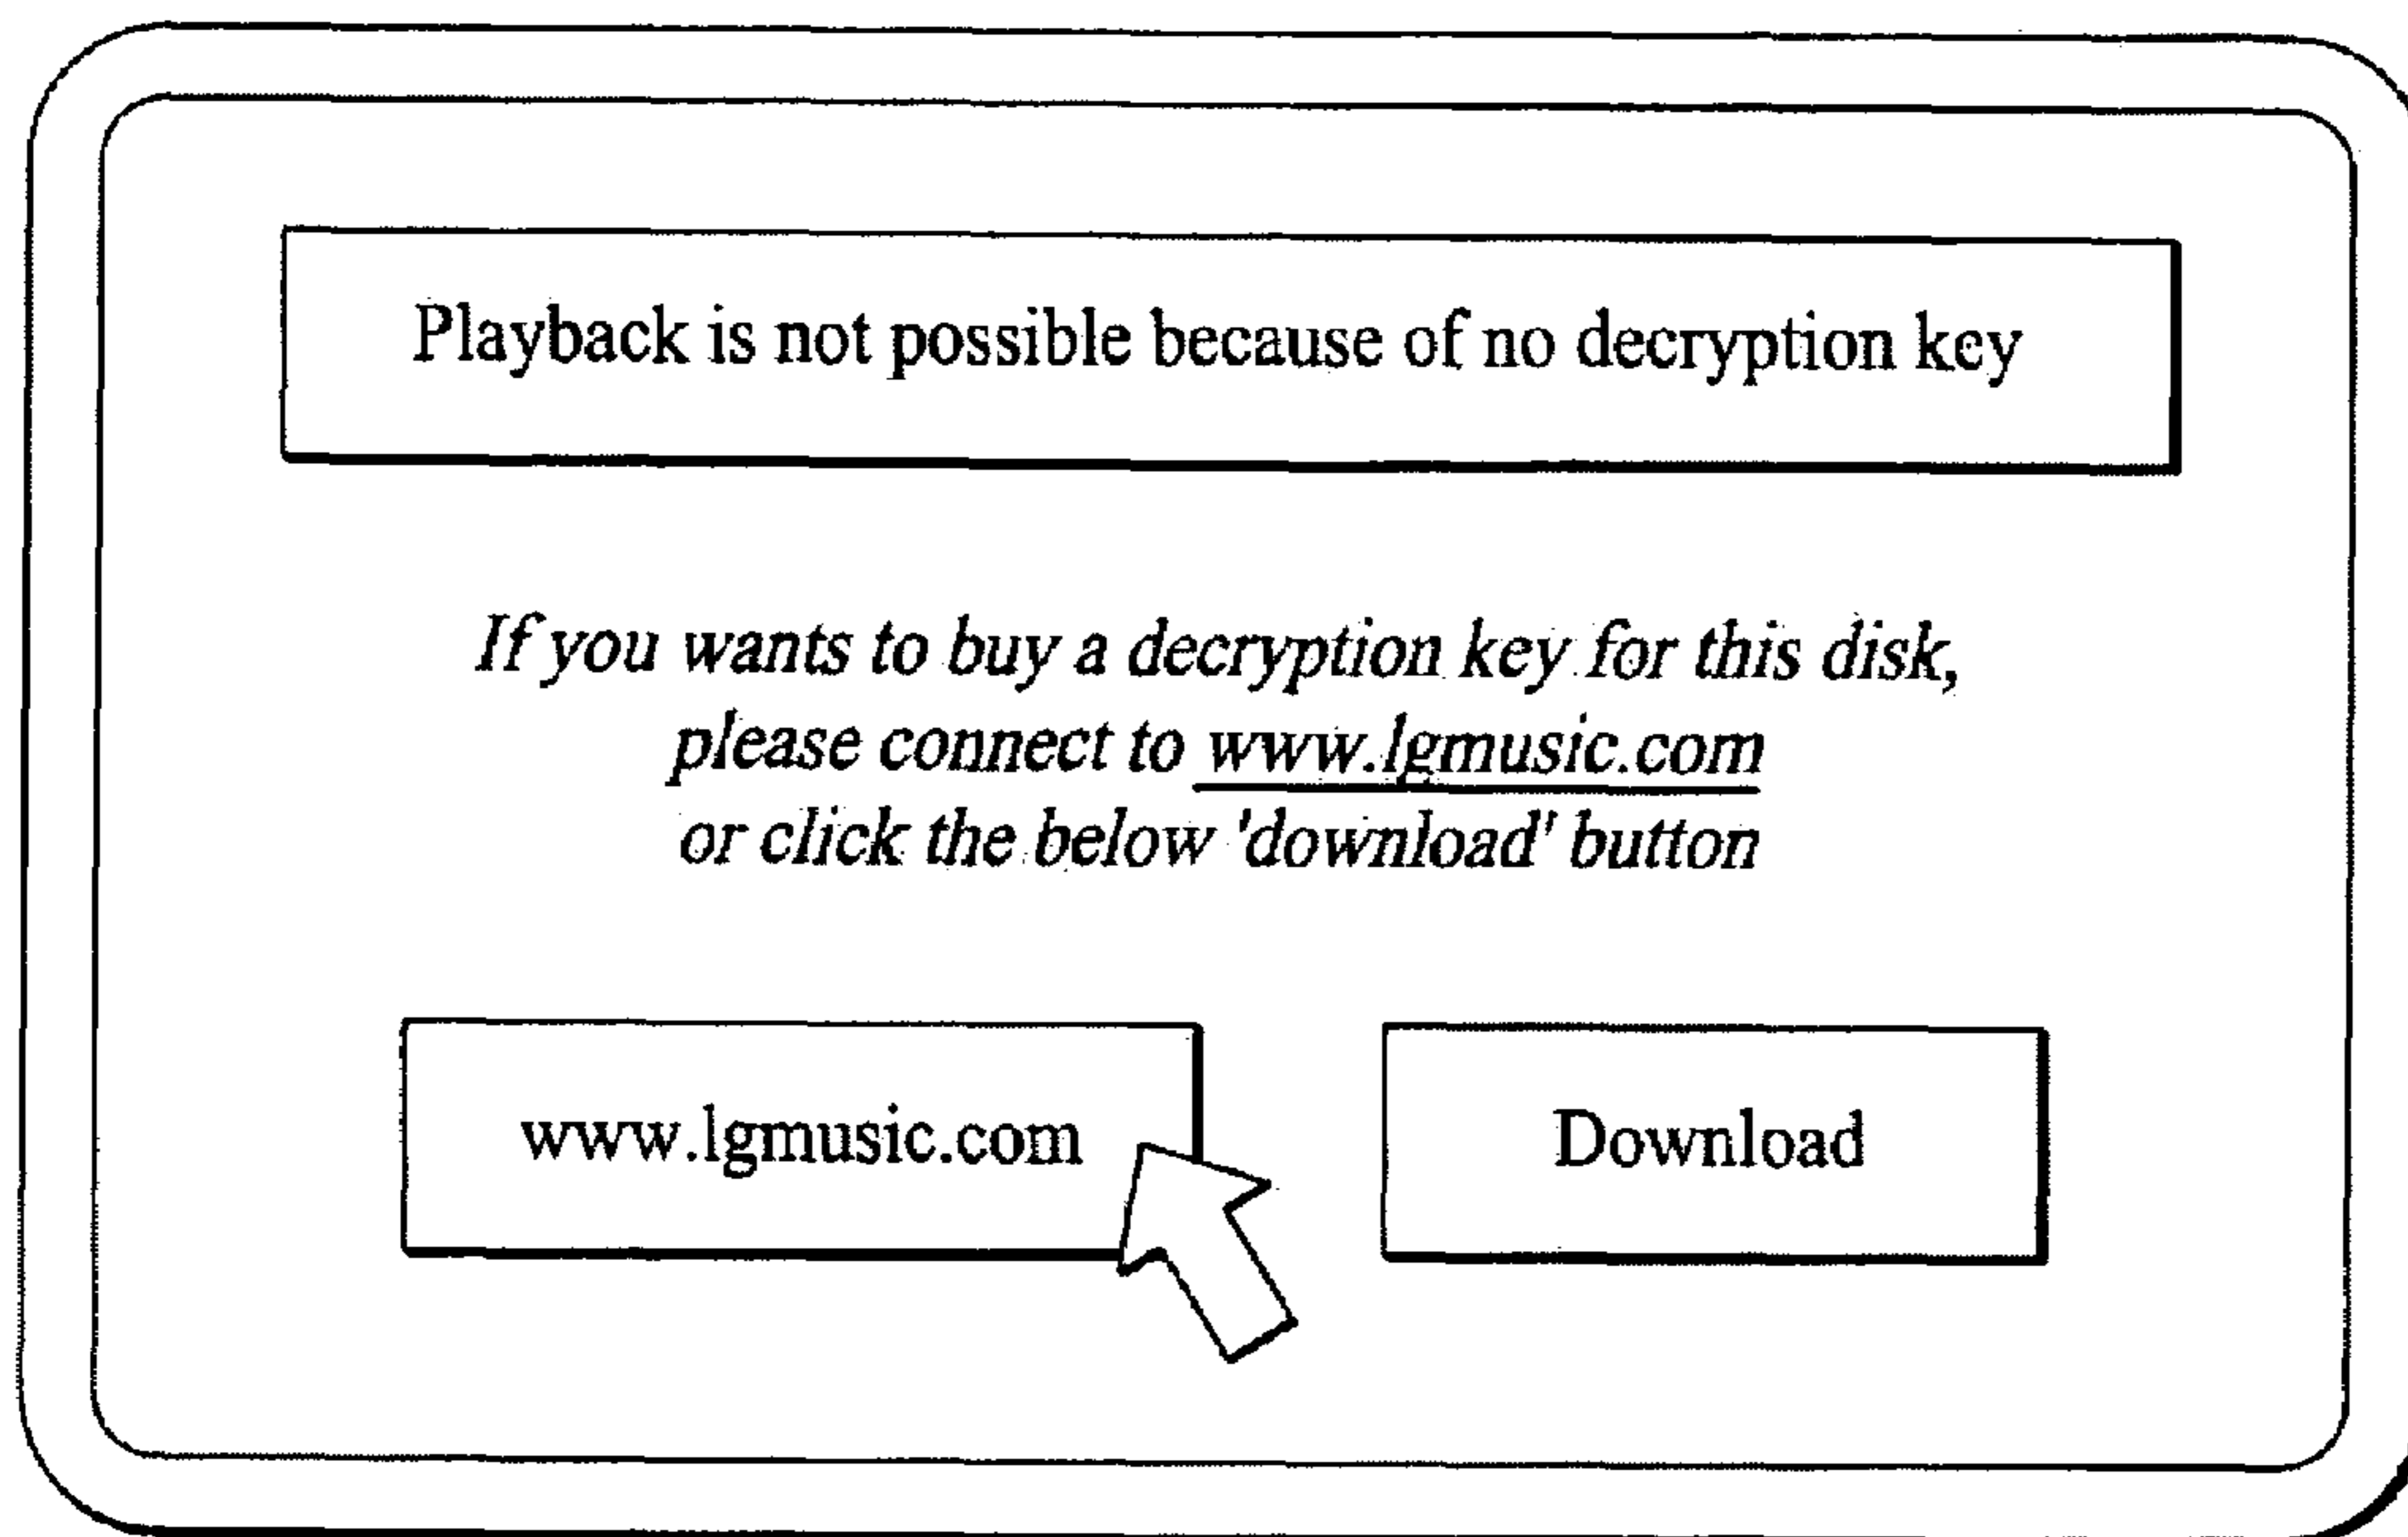 Playback is not possible because of no decryption key
If you wants to buy a decryption key for this disk,
please connect to www.lgmusic.com
or click the below 'download' button
www.lgmusic.com
Download